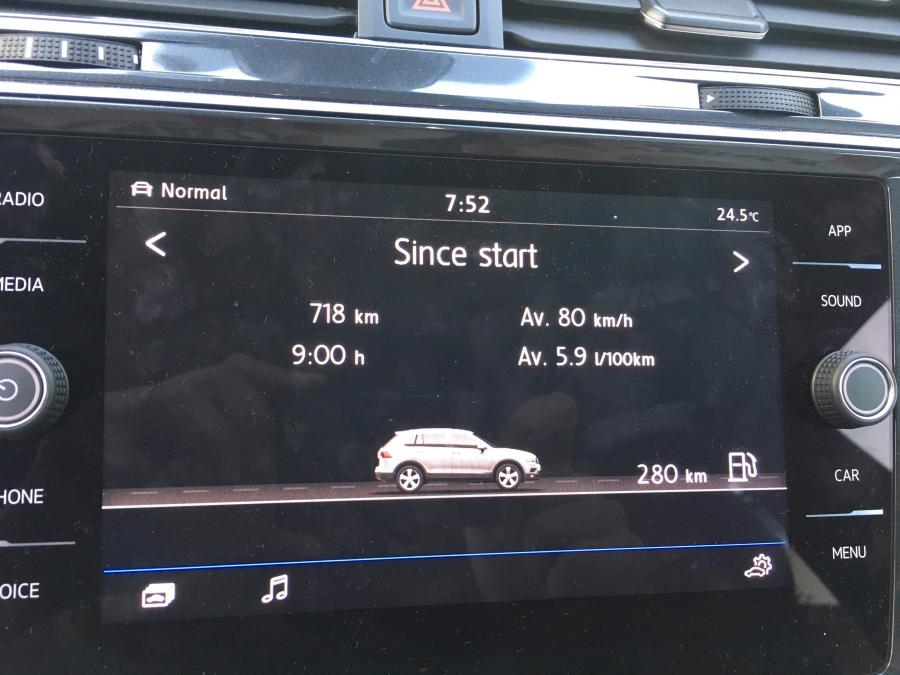 Normal
7:52
24.5°C
< Since start >
718 km
Av. 80 km/h
9:00 h
Av. 5.9 l/100km
280 km
RADIO
MEDIA
HONE
OICE
APP
SOUND
CAR
MENU